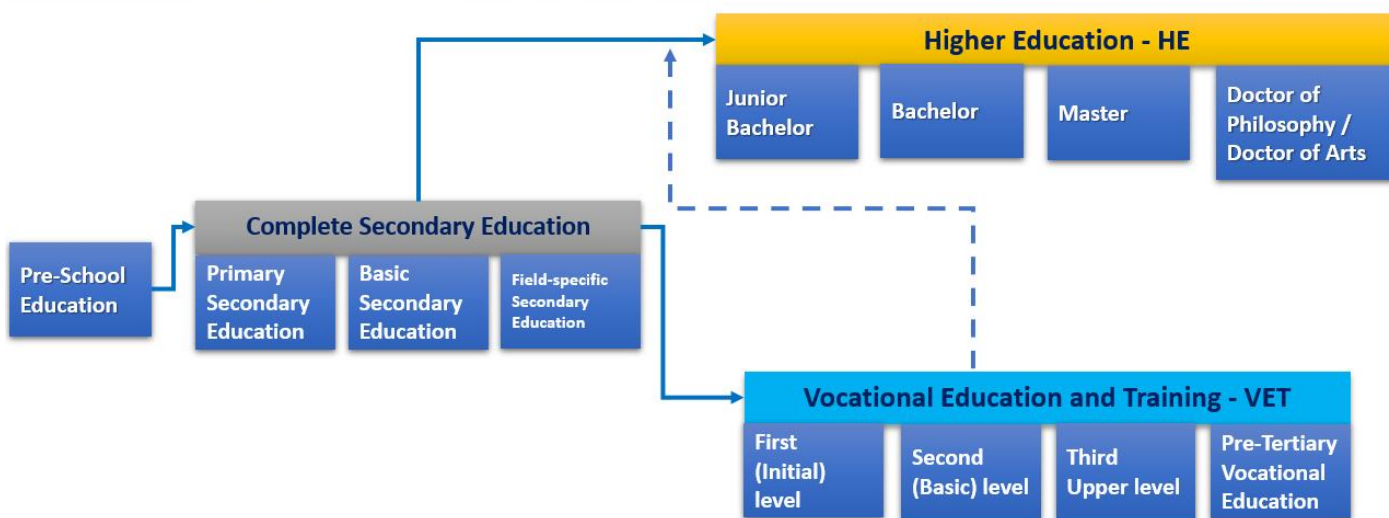 Higher Education - HE
Junior
Bachelor
Bachelor
Master
Doctor of
Philosophy /
Doctor of Arts
Complete Secondary Education
Pre-School
Education
Primary
Secondary
Education
Basic
Secondary
Education
Field-specific
Secondary
Education
Vocational Education and Training - VET
First
(Initial)
level
Second
(Basic) level
Third
Upper level
Pre-Tertiary
Vocational
Education